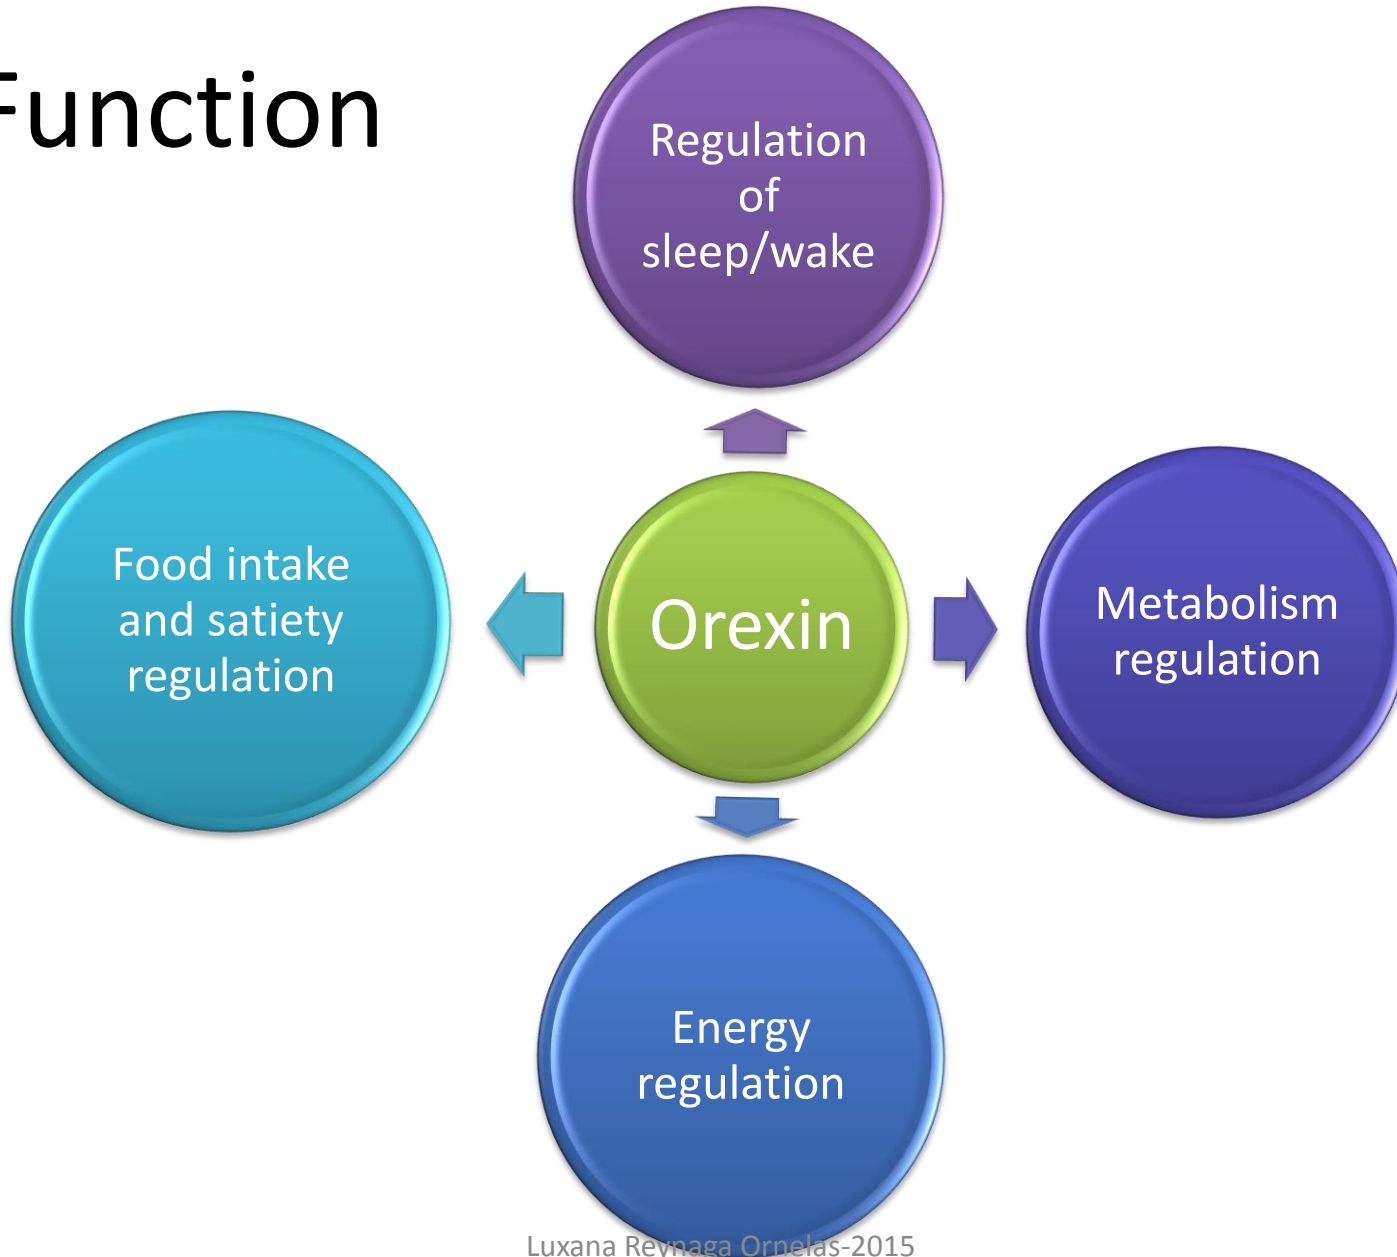 Function
Regulation
of
sleep/wake
Food intake
and satiety
regulation
Orexin
Metabolism
regulation
Energy
regulation
Luxana Reynaga Ornelas-2015